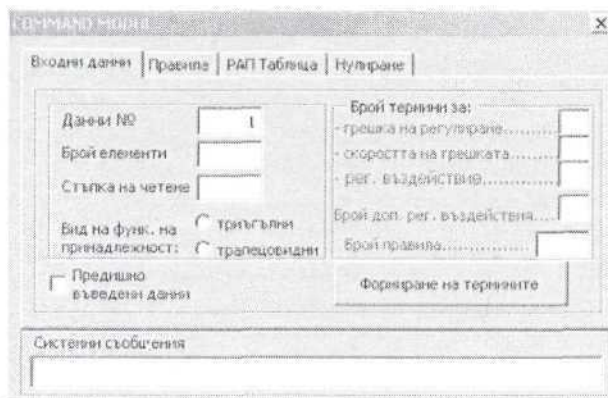 COMMAND MODUL
Входни данни Правила РАП Таблица Нулиране
Данни № 1
Брой елементи
Стъпка на четене
Вид на функ. на
принадлежност:
триъгълни
трапецовидни
Предишно
въведени данни
Брой термини за:
- грешка на регулиране.......
- скоростта на грешката......
- рег. въздействие.............
Брой доп. рег. въздействия....
Брой правила...............
Формиране на термините
Системни съобщения